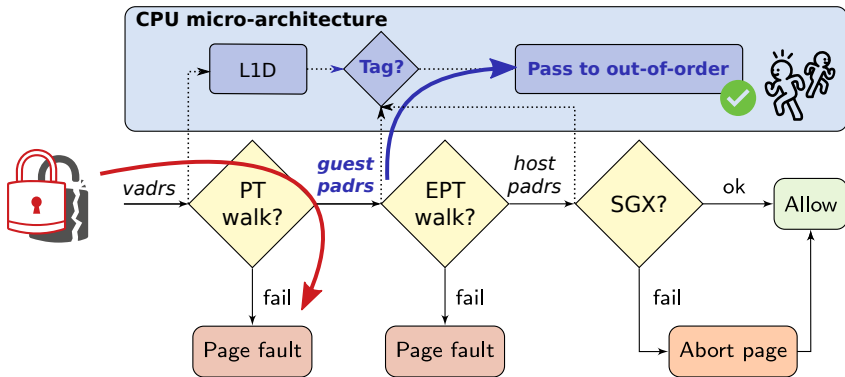 CPU micro-architecture
L1D
Tag?
Pass to out-of-order
vadrs
PT
walk?
guest
padrs
EPT
walk?
host
padrs
SGX?
ok
Allow
fail
fail
fail
Page fault
Page fault
Abort page